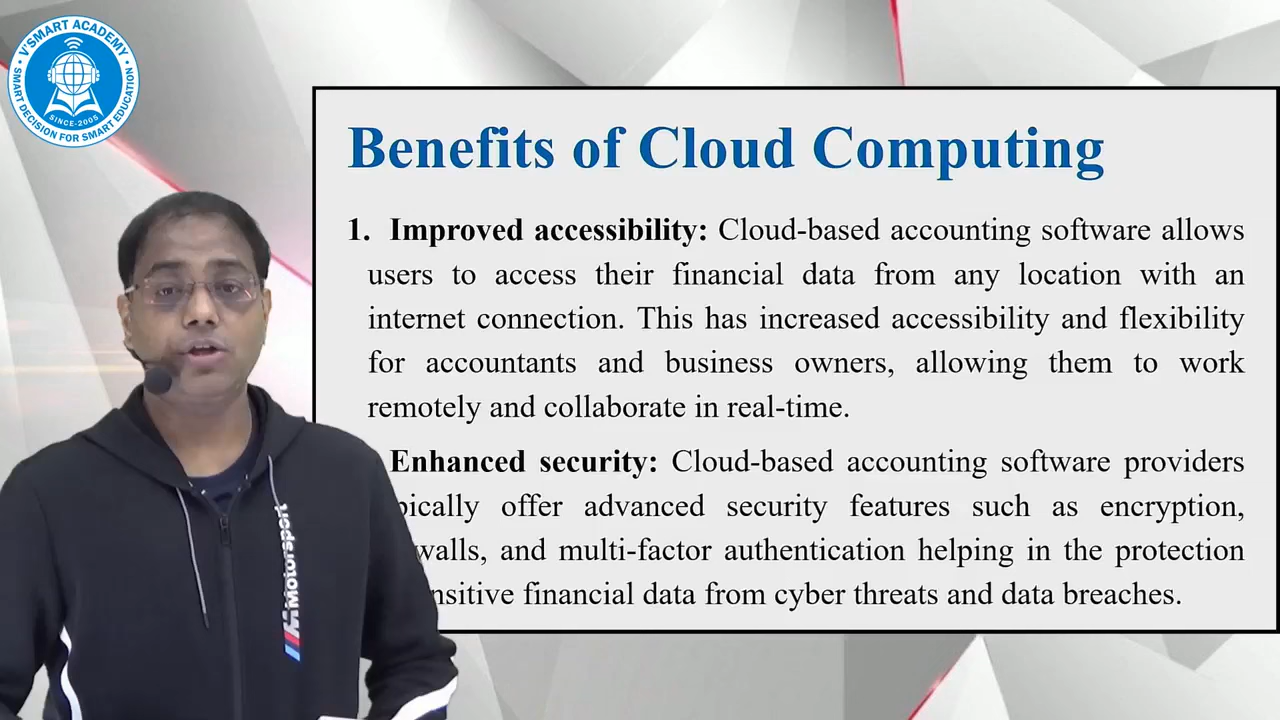 V'SMART ACADEMY
SMART DECISION FOR SMART EDUCATION
SINCE-2005
Benefits of Cloud Computing
1. Improved accessibility: Cloud-based accounting software allows
users to access their financial data from any location with an
internet connection. This has increased accessibility and flexibility
for accountants and business owners, allowing them to work
remotely and collaborate in real-time.
Enhanced security: Cloud-based accounting software providers
offer advanced security features such as encryption,
and multi-factor authentication helping in the protection
financial data from cyber threats and data breaches.
Motorsport